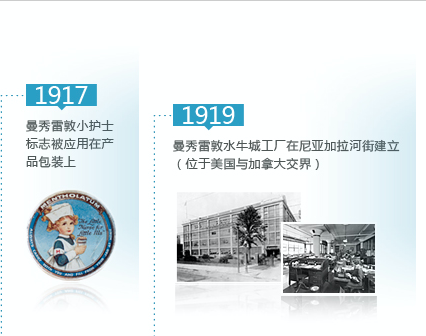 1917
曼秀雷敦小护士
标志被应用在产
品包装上
MENTHOLATUM
1919
曼秀雷敦水牛城工厂在尼亚加拉河街建立
（位于美国与加拿大交界）